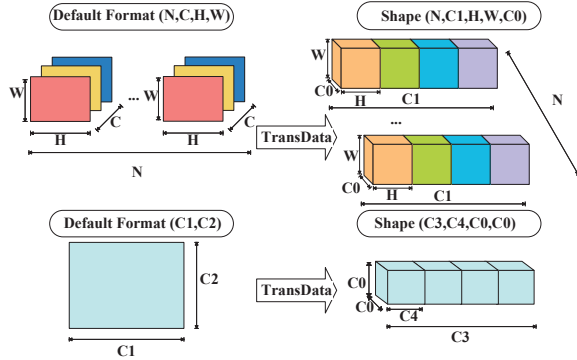 Default Format (N,C,H,W)
Shape (N,C1,H,W,C0)
W
...
W
C
C
H
H
N
TransData
W
C0
H
C1
N
...
W
C0
H
C1
Default Format (C1,C2)
Shape (C3,C4,C0,C0)
C2
C1
TransData
C0
C0
C4
C3